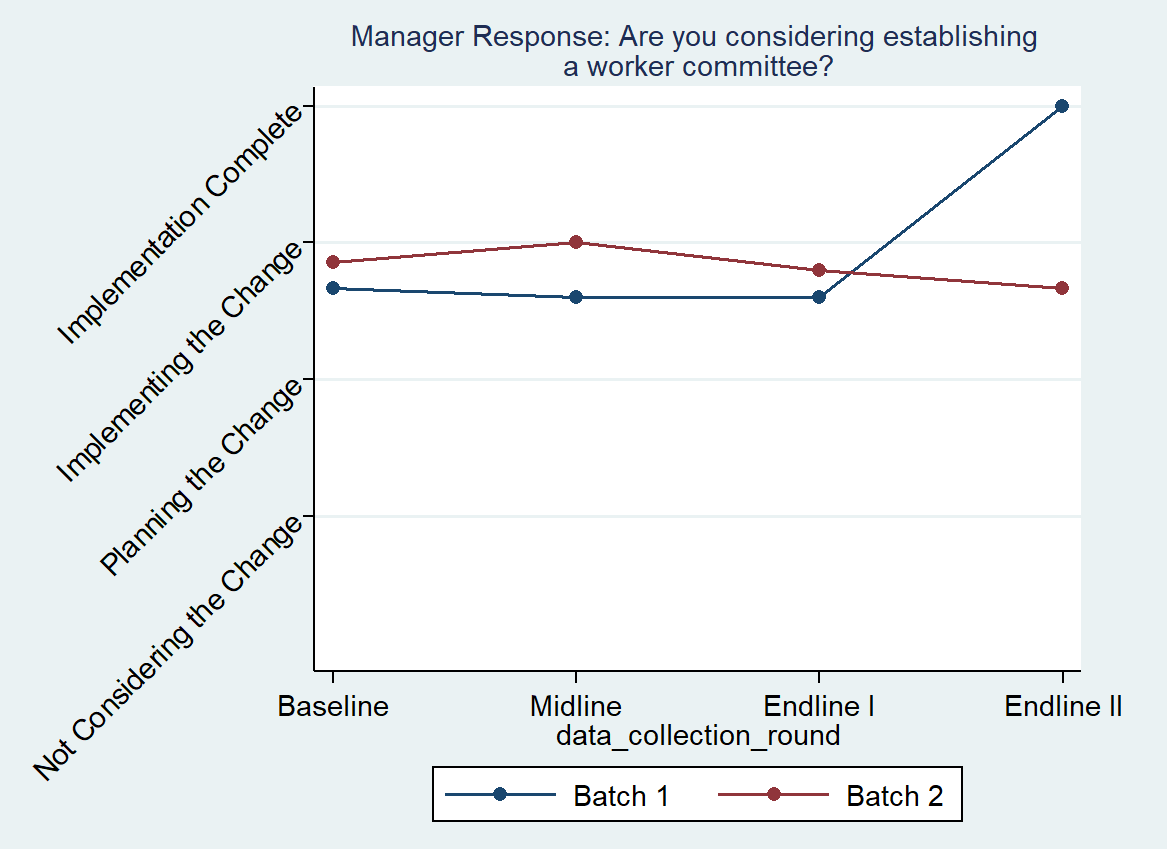 Manager Response: Are you considering establishing
a worker committee?
Implementation Complete
Implementing the Change
Planning the Change
Not Considering the Change
Baseline
Midline
Endline I
Endline II
data_collection_round
Batch 1
Batch 2